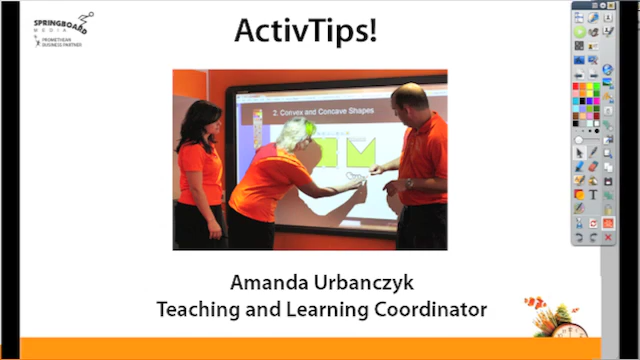 SPRINGBOARD
MEDIA
PROMETHEAN
BUSINESS PARTNER
ActivTips!
2. Convex and Concave Shapes
Amanda Urbanczyk
Teaching and Learning Coordinator